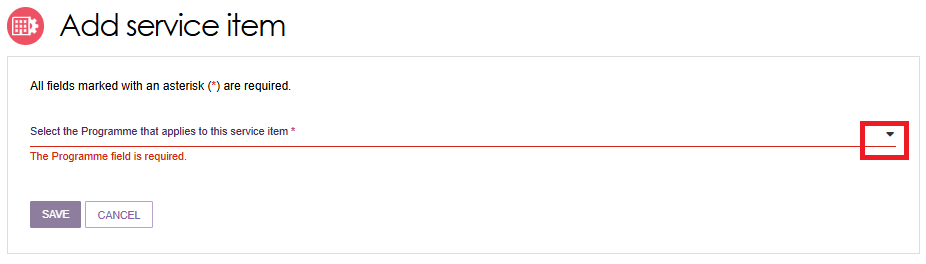 Add service item
All fields marked with an asterisk (*) are required.
Select the Programme that applies to this service item *
The Programme field is required.
SAVE CANCEL